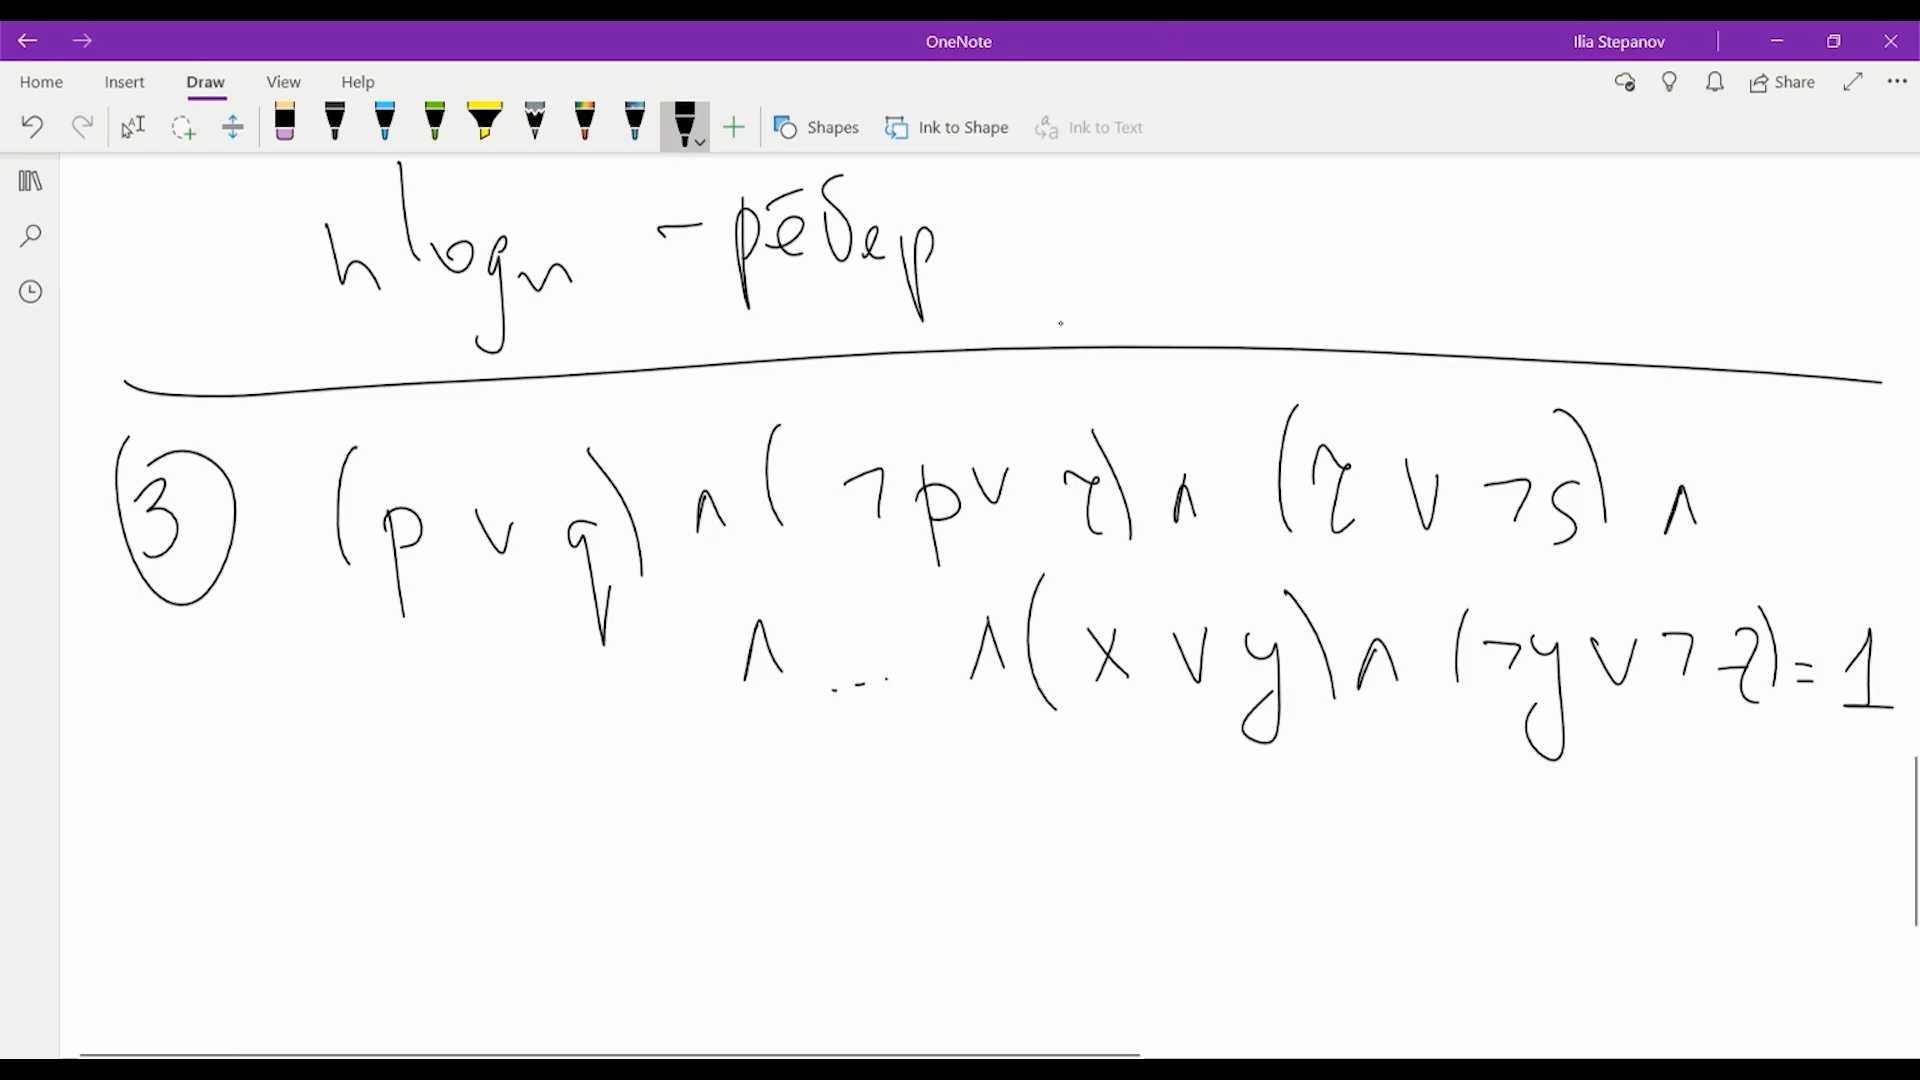 OneNote
Ilia Stepanov
Home Insert Draw View Help
Share
Shapes Ink to Shape Ink to Text
n log n - рёбер
3 (p ∨ q) ∧ (¬p ∨ r) ∧ (r ∨ ¬s) ∧
∧ ... ∧ (x ∨ y) ∧ (¬y ∨ ¬z) = 1